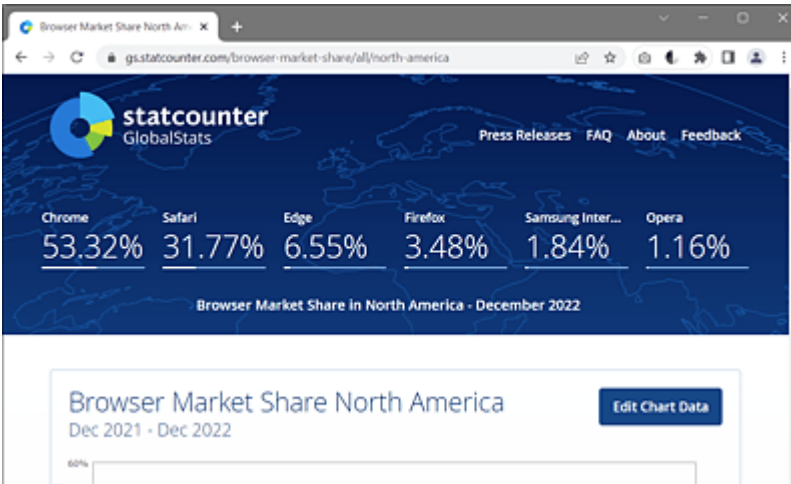 Browser Market Share North Am
gs.statcounter.com/browser-market-share/all/north-america
statcounter
GlobalStats
Press Releases FAQ About Feedback
Chrome Safari Edge Firefox Samsung Inter... Opera
53.32% 31.77% 6.55% 3.48% 1.84% 1.16%
Browser Market Share in North America - December 2022
Browser Market Share North America
Edit Chart Data
Dec 2021 - Dec 2022
60%